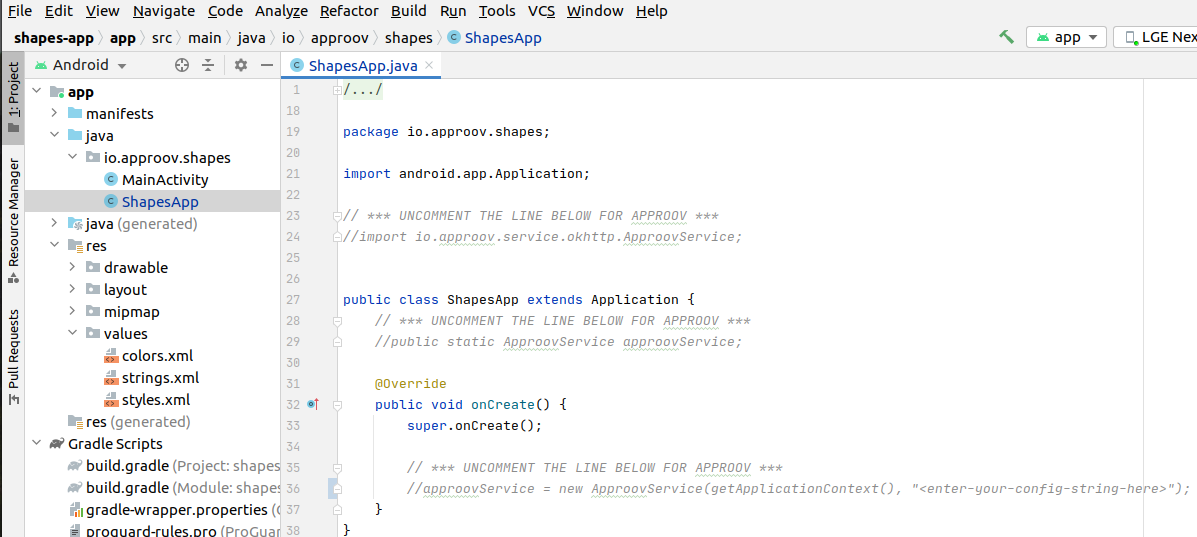 File Edit View Navigate Code Analyze Refactor Build Run Tools VCS Window Help
shapes-app app src main java io approov shapes ShapesApp app LGE Nex
1: Project
Resource Manager
Pull Requests
Android
app
manifests
java
io.approov.shapes
MainActivity
ShapesApp
java (generated)
res
drawable
layout
mipmap
values
colors.xml
strings.xml
styles.xml
res (generated)
Gradle Scripts
build.gradle (Project: shapes
build.gradle (Module: shapes
gradle-wrapper.properties (
proguard-rules.pro (ProGua
ShapesApp.java
1 /.../
18
19 package io.approov.shapes;
20
21 import android.app.Application;
22
23 // *** UNCOMMENT THE LINE BELOW FOR APPROOV ***
24 //import io.approov.service.okhttp.ApproovService;
25
26
27 public class ShapesApp extends Application {
28 // *** UNCOMMENT THE LINE BELOW FOR APPROOV ***
29 //public static ApproovService approovService;
30
31 @Override
32 public void onCreate() {
33 super.onCreate();
34
35 // *** UNCOMMENT THE LINE BELOW FOR APPROOV ***
36 //approovService = new ApproovService(getApplicationContext(), "<enter-your-config-string-here>");
37 }
38 }